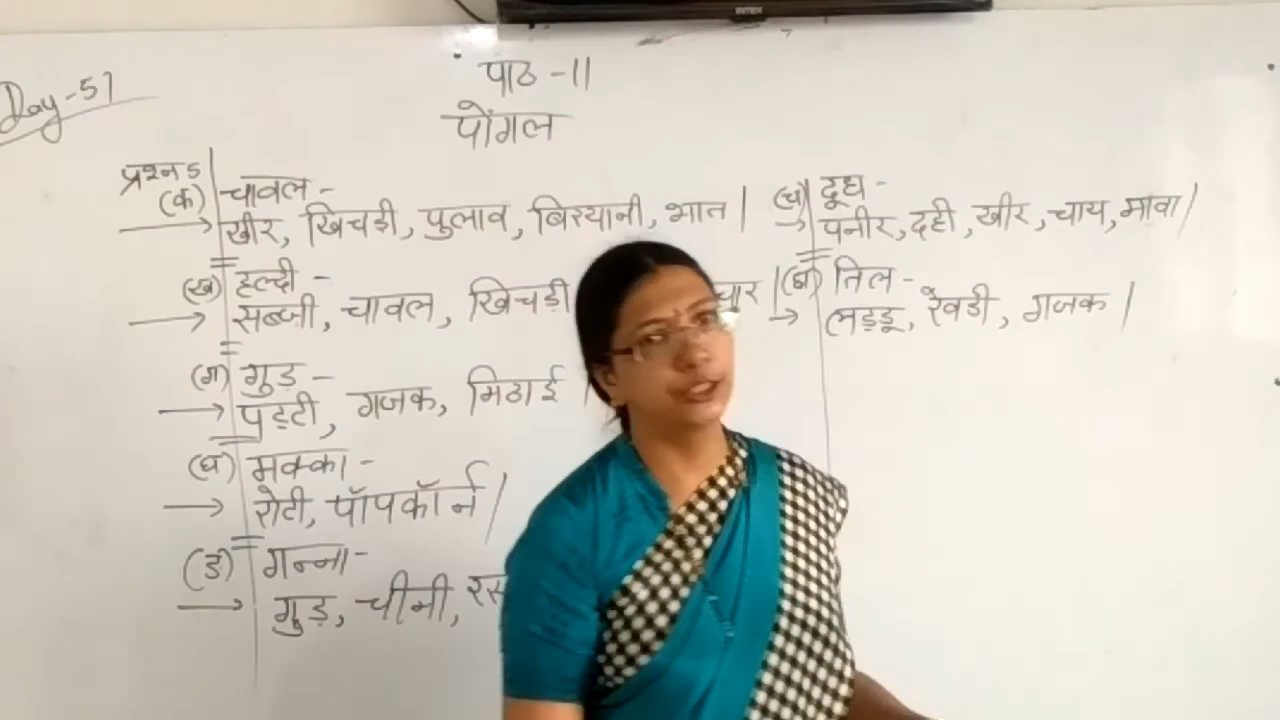 Day-51
पाठ -11
पोंगल
प्रश्न 5
(क) चावल -
खीर, खिचड़ी, पुलाव, बिरयानी, भात |
(ख) हल्दी -
सब्जी, चावल, खिचड़ी
(ग) गुड़ -
पट्टी, गजक, मिठाई |
(घ) मक्का -
रोटी, पॉपकॉर्न |
(ङ) गन्ना -
गुड़, चीनी, रस
(च) दूध -
पनीर, दही, खीर, चाय, मावा |
तिल -
लड्डू, रेवडी, गजक |